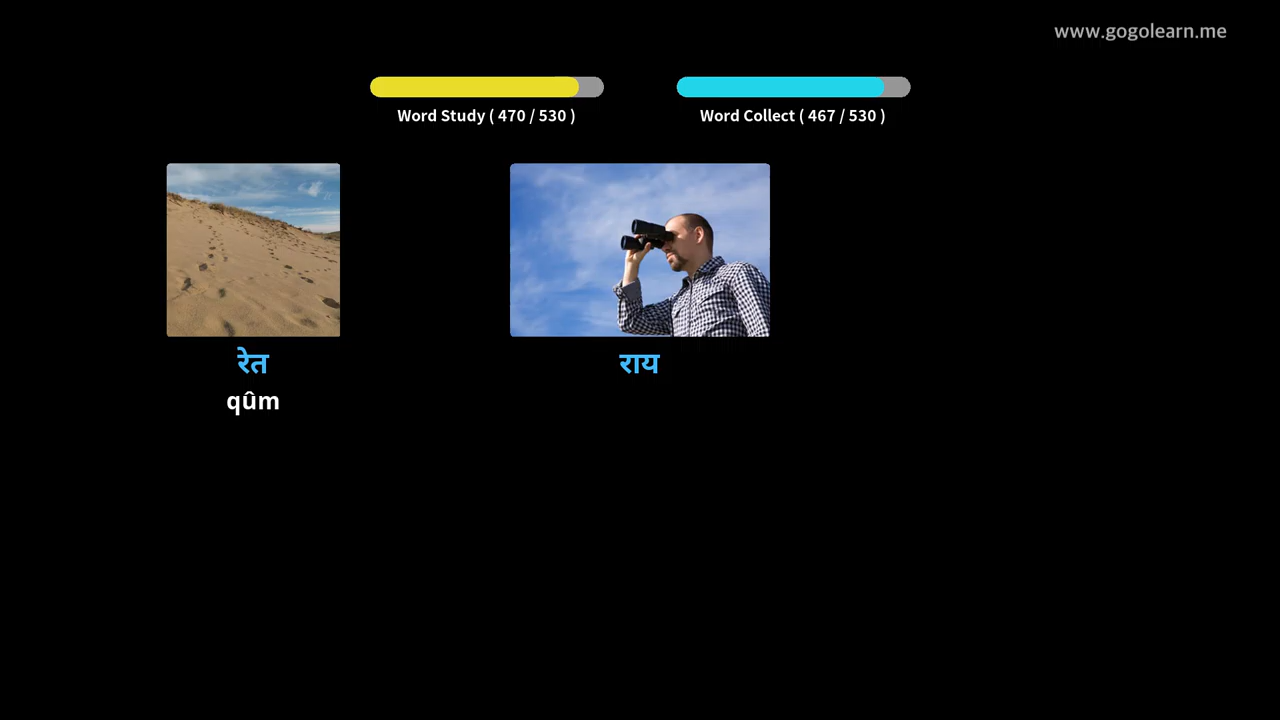 www.gogolearn.me
Word Study ( 470 / 530 )
Word Collect ( 467 / 530 )
रेत
qûm
राय